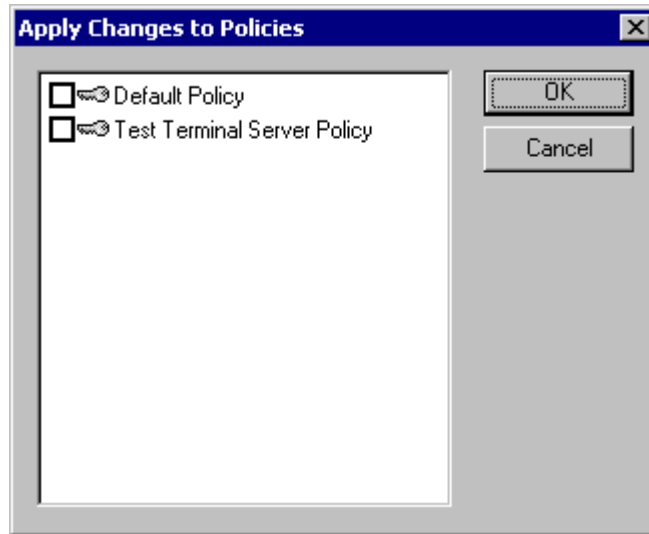 Apply Changes to Policies
Default Policy
Test Terminal Server Policy
OK
Cancel